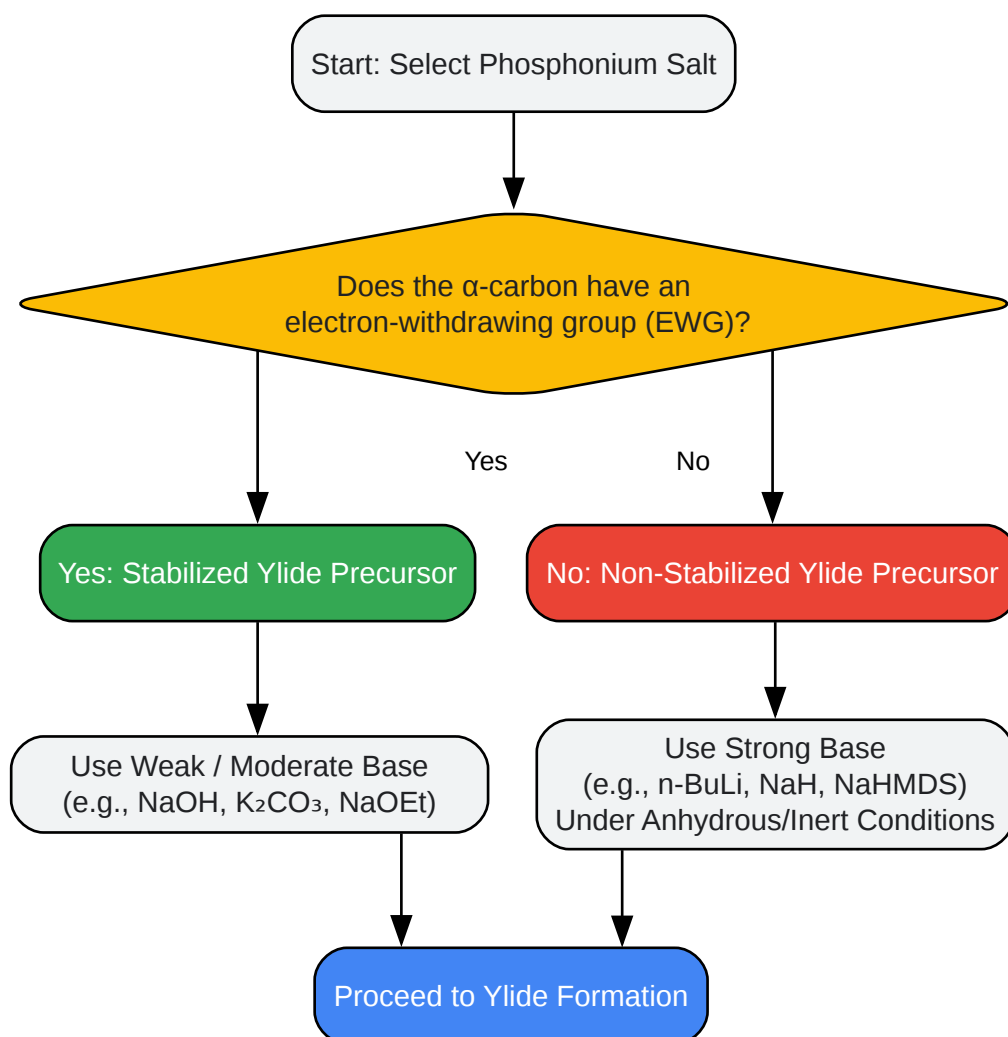 Start: Select Phosphonium Salt
Does the α-carbon have an
electron-withdrawing group (EWG)?
Yes
No
Yes: Stabilized Ylide Precursor
No: Non-Stabilized Ylide Precursor
Use Weak / Moderate Base
(e.g., NaOH, K₂CO₃, NaOEt)
Use Strong Base
(e.g., n-BuLi, NaH, NaHMDS)
Under Anhydrous/Inert Conditions
Proceed to Ylide Formation